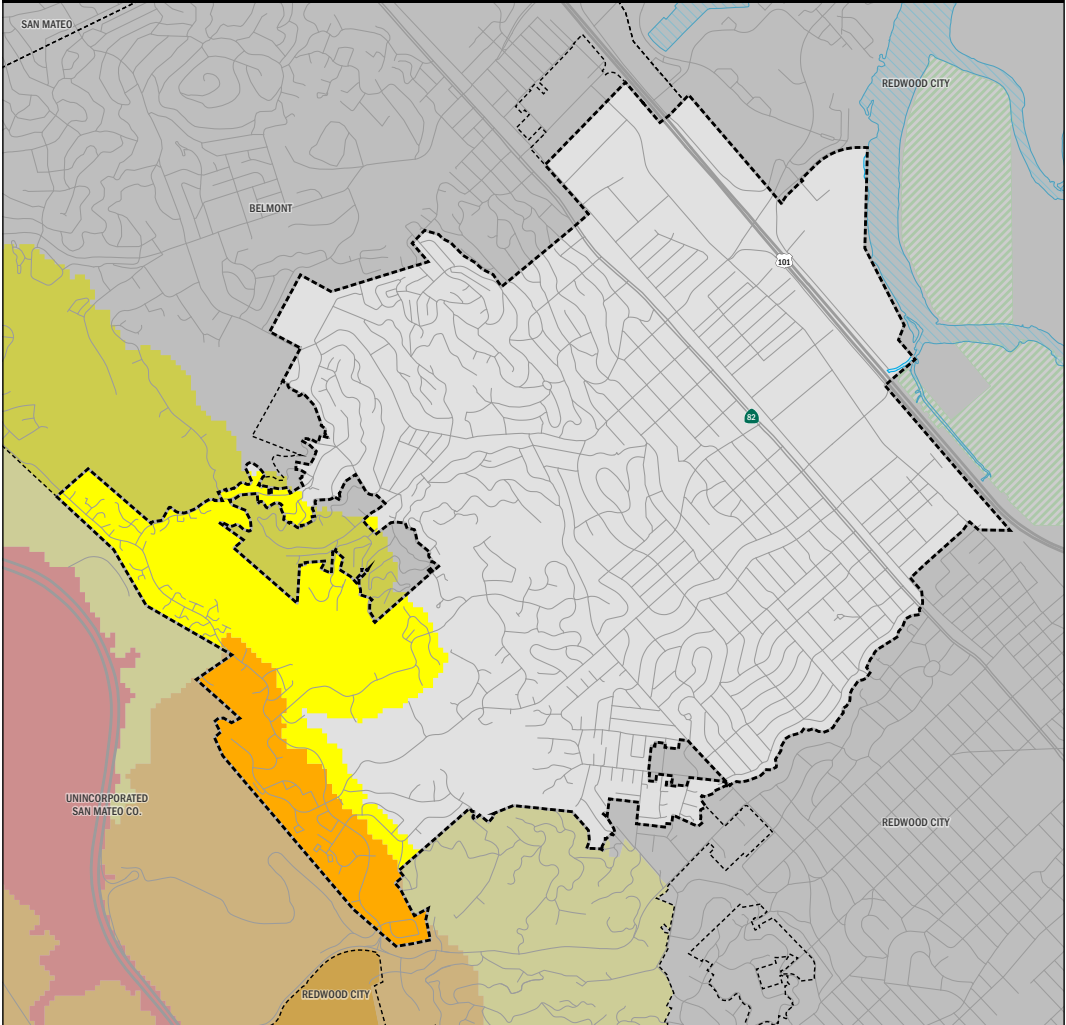 SAN MATEO
REDWOOD CITY
BELMONT
101
82
UNINCORPORATED
SAN MATEO CO.
REDWOOD CITY
REDWOOD CITY